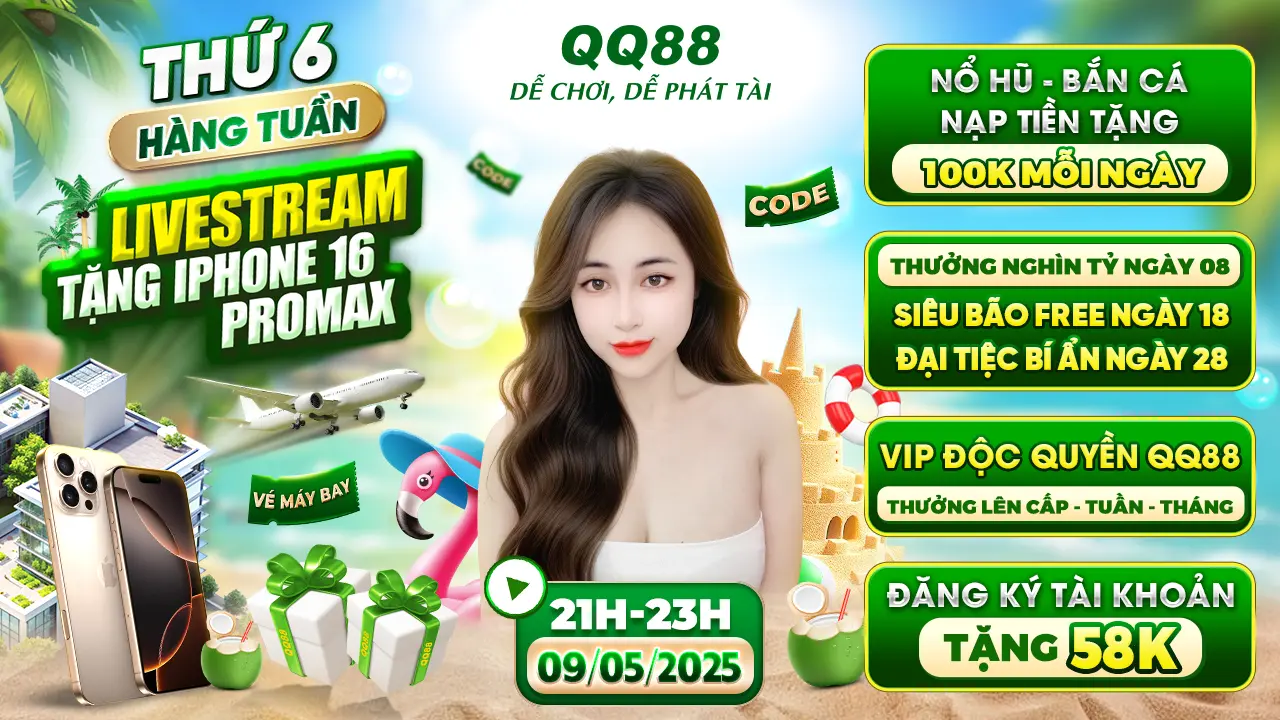 THỨ 6
HÀNG TUẦN
LIVESTREAM
TẶNG IPHONE 16
PROMAX
VÉ MÁY BAY
QQ88
QQ88
QQ88
DỄ CHƠI, DỄ PHÁT TÀI
CODE
CODE
21H-23H
09/05/2025
NỔ HŨ - BẮN CÁ
NẠP TIỀN TẶNG
100K MỖI NGÀY
THƯỞNG NGHÌN TỶ NGÀY 08
SIÊU BÃO FREE NGÀY 18
ĐẠI TIỆC BÍ ẨN NGÀY 28
VIP ĐỘC QUYỀN QQ88
THƯỞNG LÊN CẤP - TUẦN - THÁNG
ĐĂNG KÝ TÀI KHOẢN
TẶNG 58K